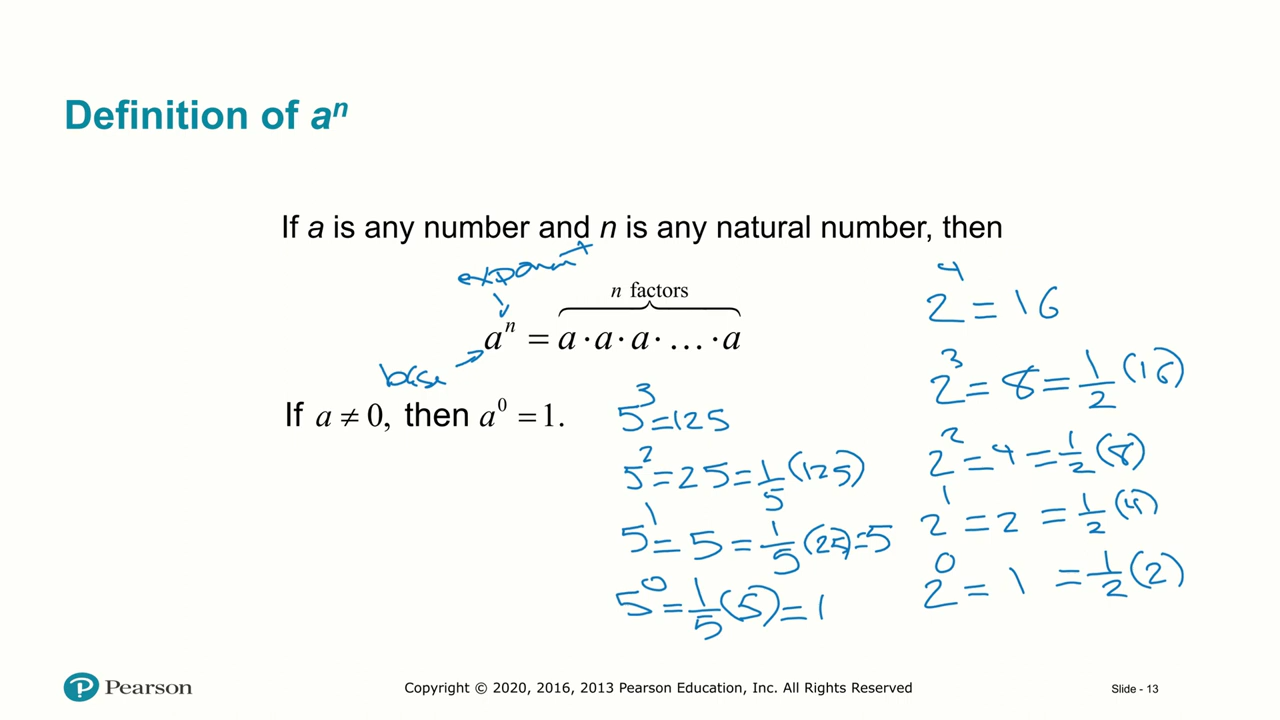 Definition of aⁿ
If a is any number and n is any natural number, then
exponent
n factors
aⁿ = a · a · a · … · a
base
If a ≠ 0, then a⁰ = 1.
5³ = 125
5² = 25 = 1/5 (125)
5¹ = 5 = 1/5 (25) = 5
5⁰ = 1/5 (5) = 1
2⁴ = 16
2³ = 8 = 1/2 (16)
2² = 4 = 1/2 (8)
2¹ = 2 = 1/2 (4)
2⁰ = 1 = 1/2 (2)
Pearson
Copyright © 2020, 2016, 2013 Pearson Education, Inc. All Rights Reserved
Slide - 13